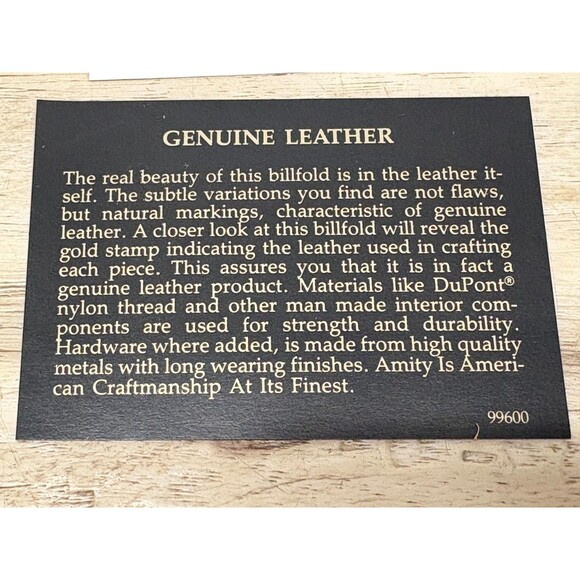 GENUINE LEATHER
The real beauty of this billfold is in the leather it-
self. The subtle variations you find are not flaws,
but natural markings, characteristic of genuine
leather. A closer look at this billfold will reveal the
gold stamp indicating the leather used in crafting
each piece. This assures you that it is in fact a
genuine leather product. Materials like DuPont®
nylon thread and other man made interior com-
ponents are used for strength and durability.
Hardware where added, is made from high quality
metals with long wearing finishes. Amity Is Ameri-
can Craftmanship At Its Finest.
99600